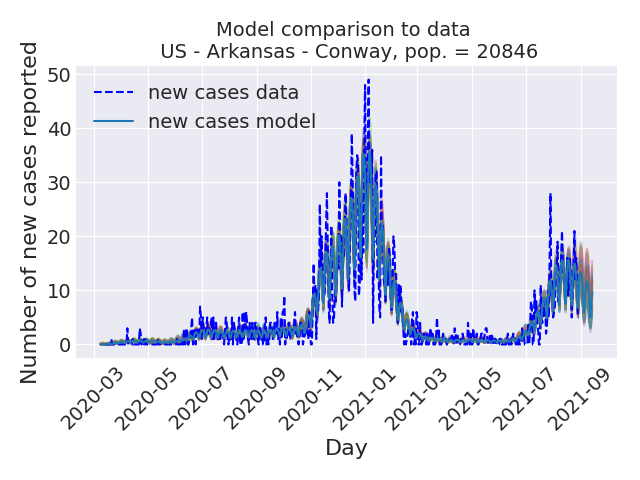 Model comparison to data
US - Arkansas - Conway, pop. = 20846
Number of new cases reported
50
40
30
20
10
0
new cases data
new cases model
2020-03
2020-05
2020-07
2020-09
2020-11
2021-01
2021-03
2021-05
2021-07
2021-09
Day